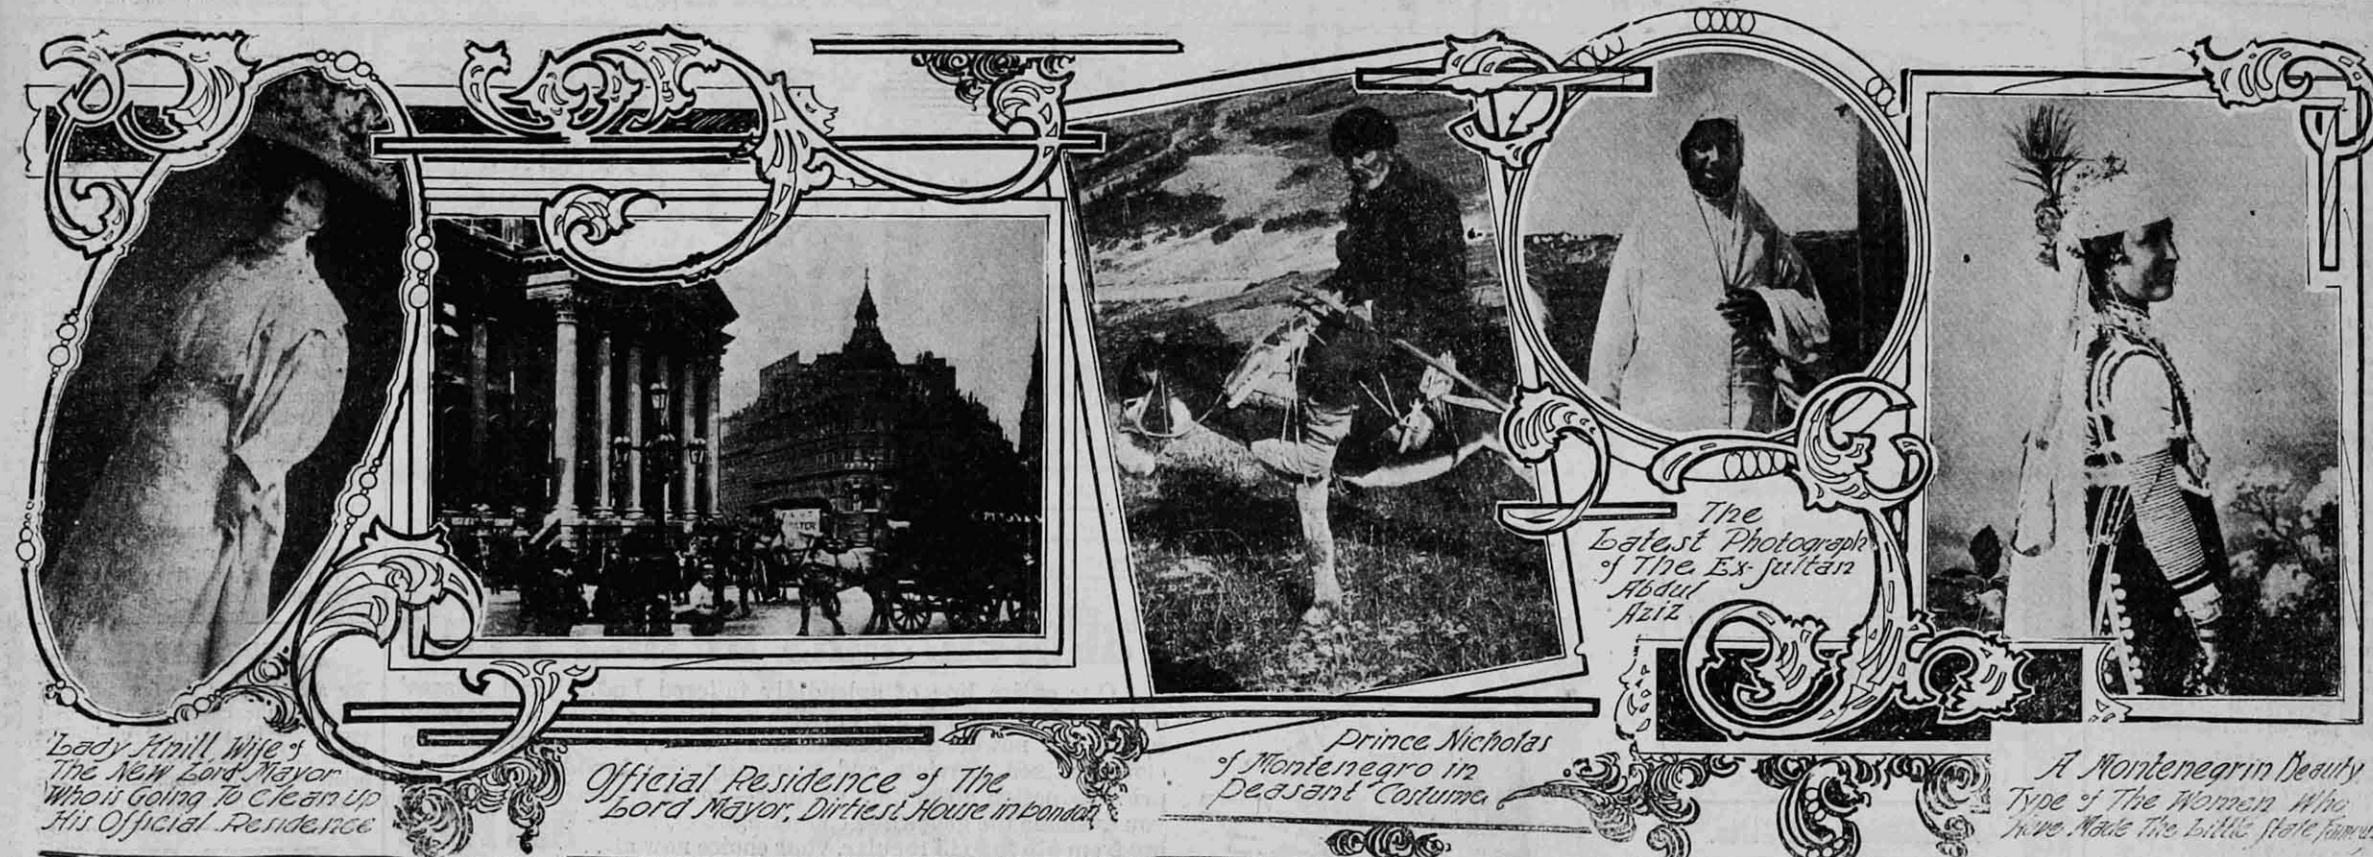 Lady Knill, Wife of
The New Lord Mayor
Who is Going To Clean up
His Official Residence
Official Residence of The
Lord Mayor, Dirtiest House in London
Prince Nicholas
of Montenegro in
Peasant Costume
The
Latest Photograph
of The Ex-Sultan
Abdul
Aziz
A Montenegrin Beauty
Type of The Women Who
Have Made The Little State Famous